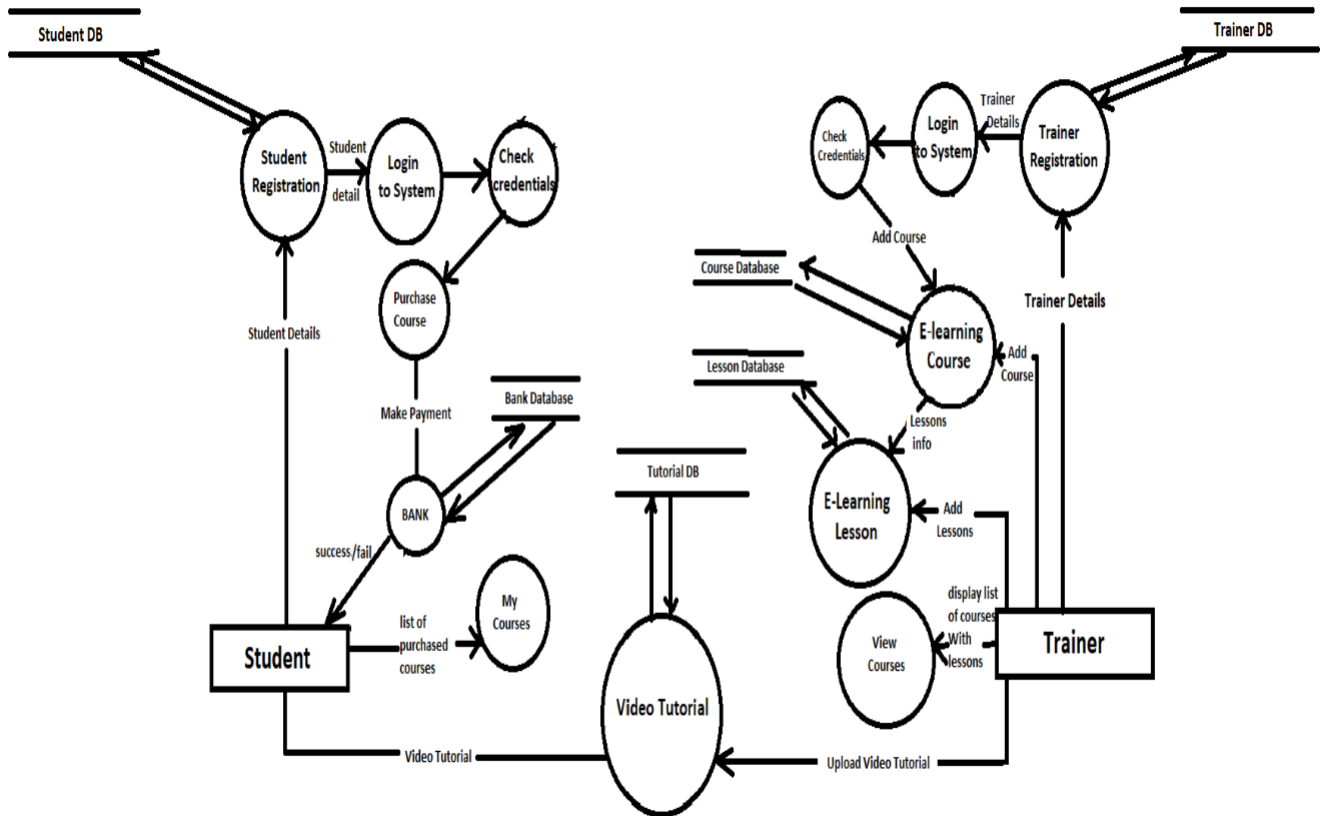 Student DB
Trainer DB
Student
Registration
Student
detail
Login
to System
Check
credentials
Check
Credentials
Login
to System
Trainer
Details
Trainer
Registration
Add Course
Purchase
Course
Course Database
E-learning
Course
Trainer Details
Student Details
Add
Course
Lesson Database
Make Payment
Bank Database
Lessons
info
Tutorial DB
E-Learning
Lesson
Add
Lessons
BANK
success/fail
My
Courses
list of
purchased
courses
Student
View
Courses
display list
of courses
With
lessons
Trainer
Video Tutorial
Video Tutorial
Upload Video Tutorial